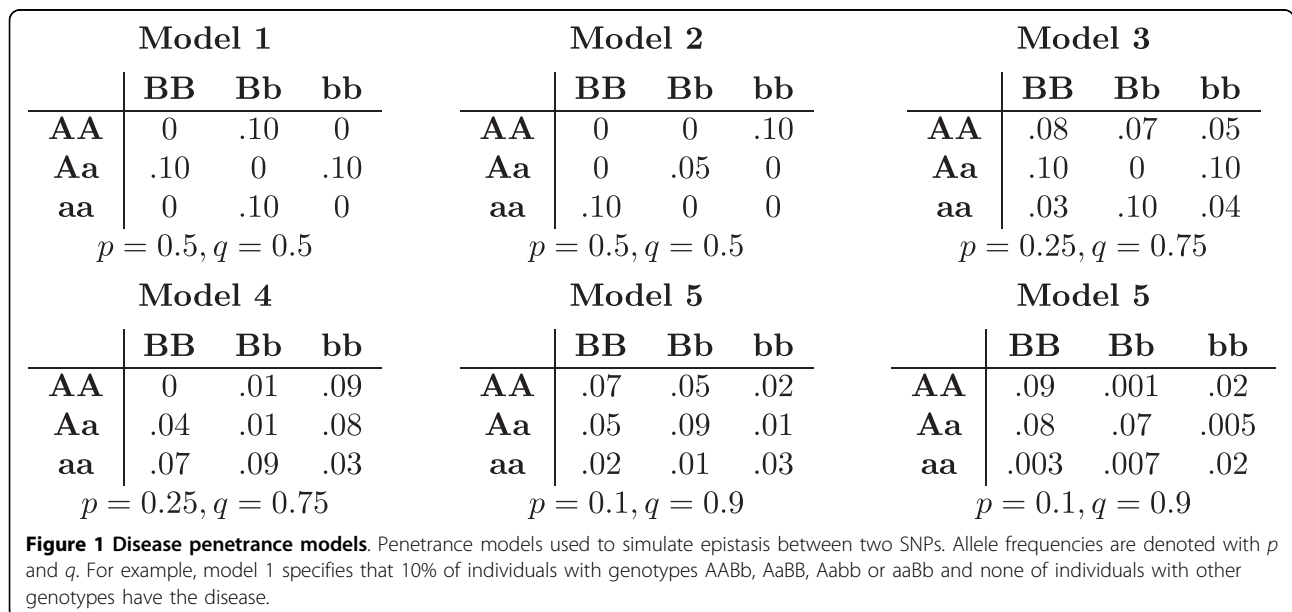 Model 1
BB Bb bb
AA 0 .10 0
Aa .10 0 .10
aa 0 .10 0
p = 0.5, q = 0.5
Model 2
BB Bb bb
AA 0 0 .10
Aa 0 .05 0
aa .10 0 0
p = 0.5, q = 0.5
Model 3
BB Bb bb
AA .08 .07 .05
Aa .10 0 .10
aa .03 .10 .04
p = 0.25, q = 0.75
Model 4
BB Bb bb
AA 0 .01 .09
Aa .04 .01 .08
aa .07 .09 .03
p = 0.25, q = 0.75
Model 5
BB Bb bb
AA .07 .05 .02
Aa .05 .09 .01
aa .02 .01 .03
p = 0.1, q = 0.9
Model 5
BB Bb bb
AA .09 .001 .02
Aa .08 .07 .005
aa .003 .007 .02
p = 0.1, q = 0.9
Figure 1 Disease penetrance models. Penetrance models used to simulate epistasis between two SNPs. Allele frequencies are denoted with p
and q. For example, model 1 specifies that 10% of individuals with genotypes AABb, AaBB, Aabb or aaBb and none of individuals with other
genotypes have the disease.